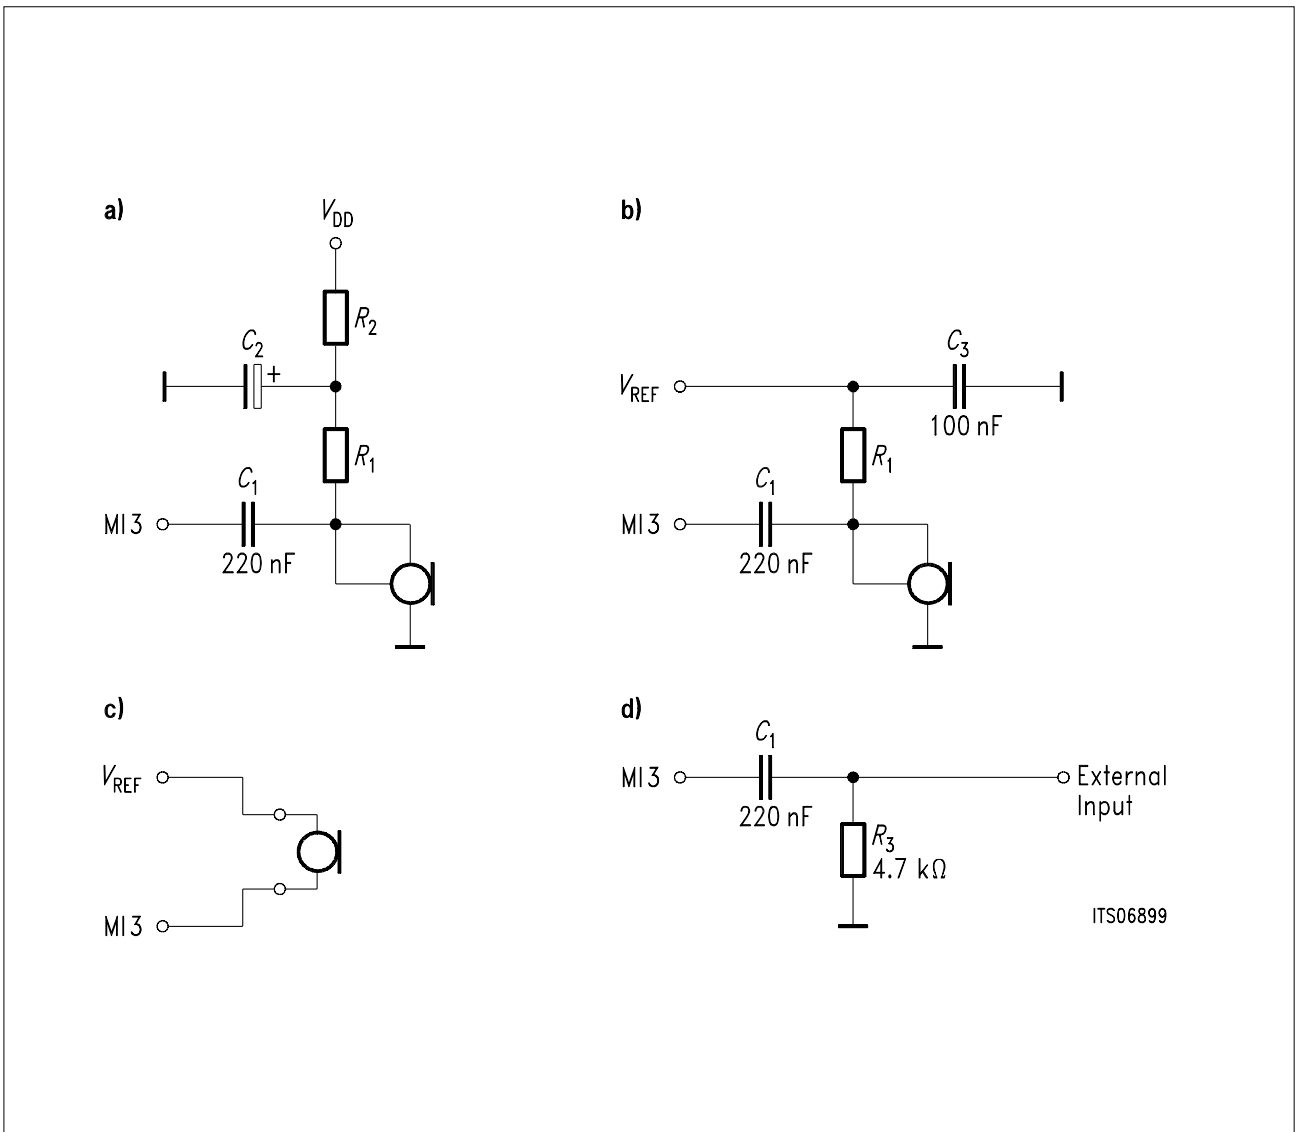 a)
V_DD
R_2
C_2
+
R_1
C_1
MI3
220 nF
b)
C_3
V_REF
100 nF
R_1
C_1
MI3
220 nF
c)
V_REF
MI3
d)
C_1
MI3
External
Input
220 nF
R_3
4.7 kΩ
ITS06899